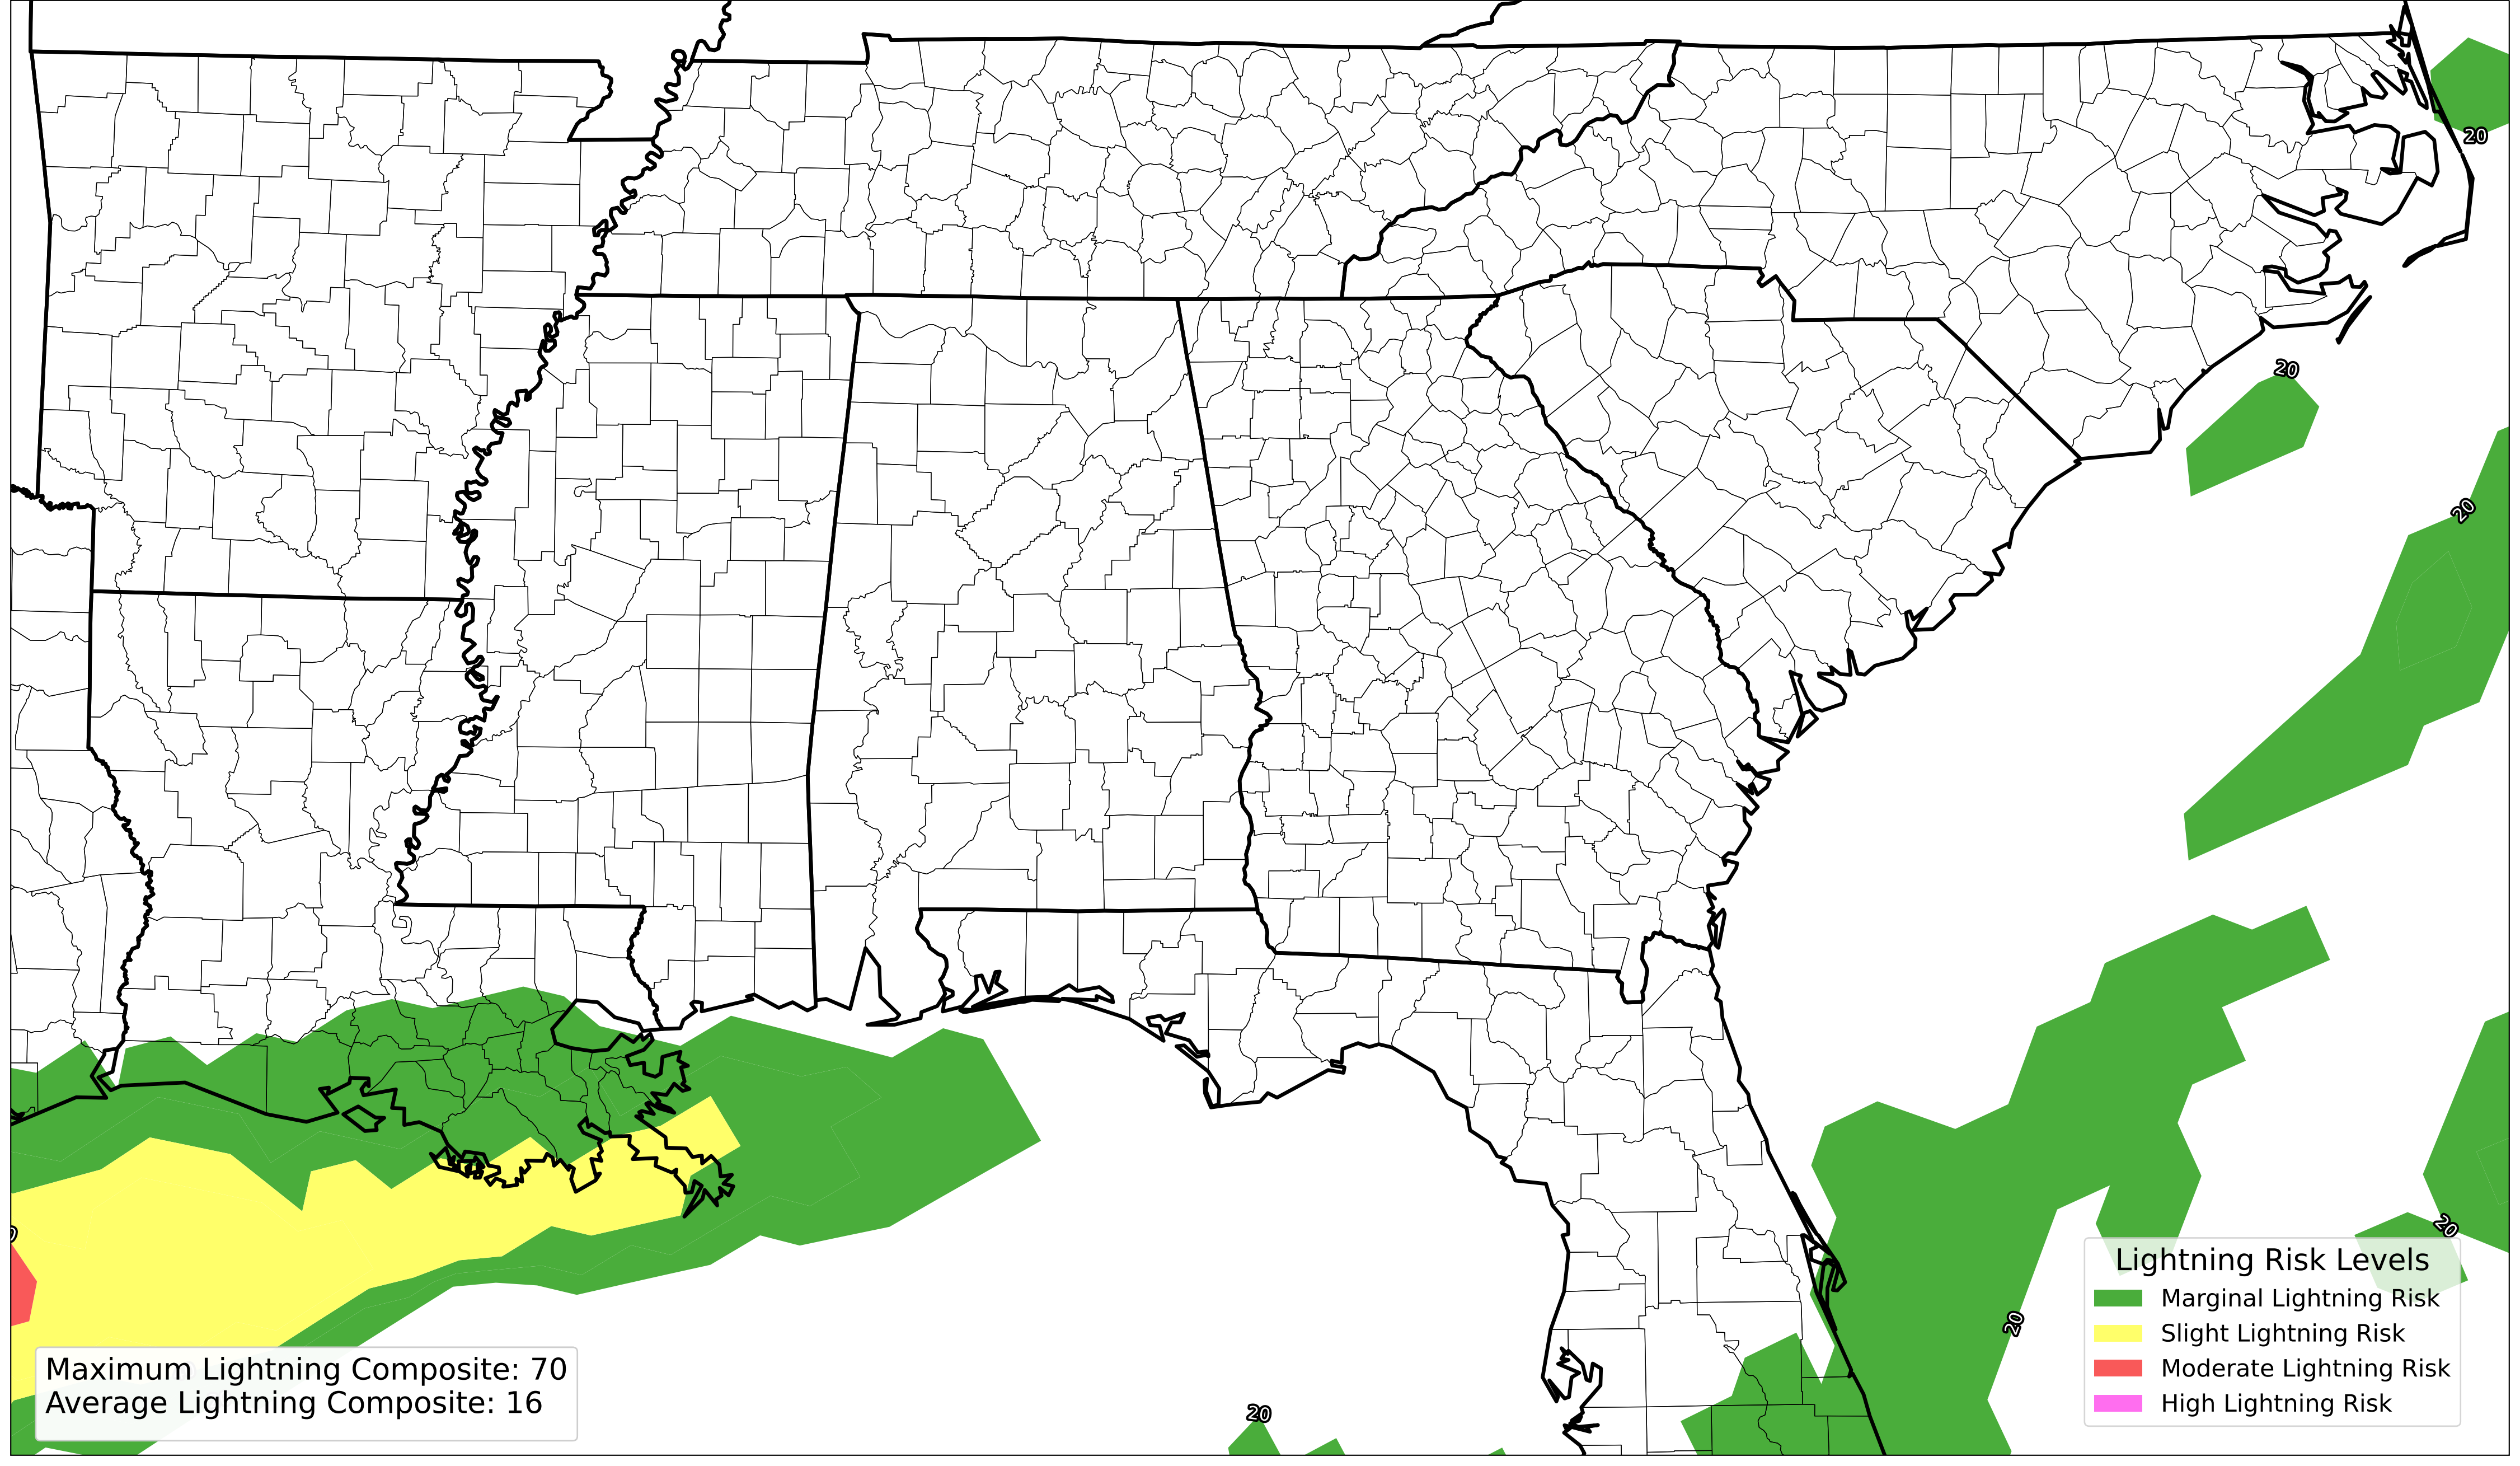 20
20
20
20
20
20
Lightning Risk Levels
Marginal Lightning Risk
Slight Lightning Risk
Moderate Lightning Risk
High Lightning Risk
Maximum Lightning Composite: 70
Average Lightning Composite: 16